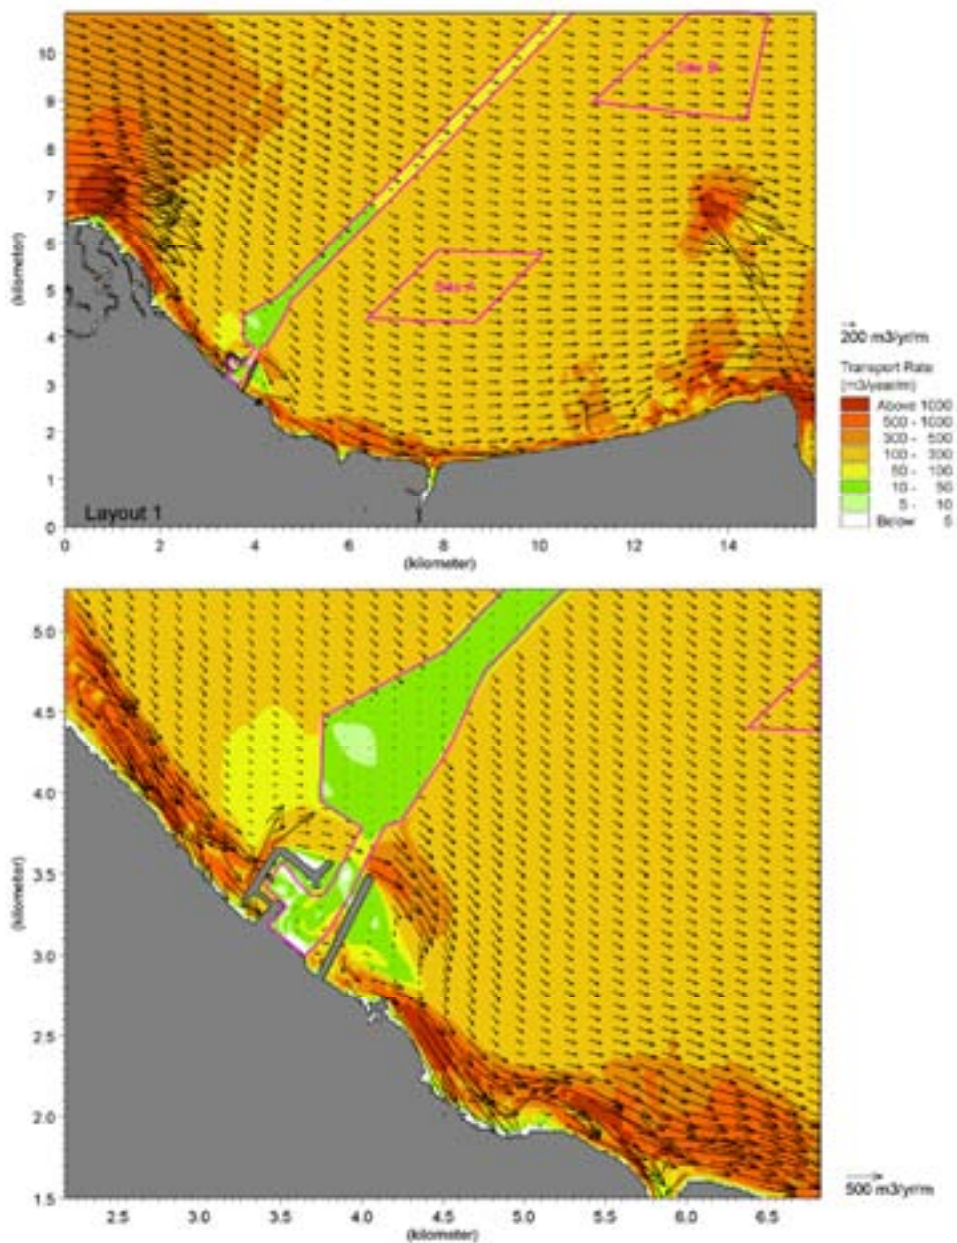 10
9
8
7
6
5
4
3
2
1
0
(kilometer)
Site B
Site A
Layout 1
0 2 4 6 8 10 12 14
(kilometer)
200 m3/yr/m
Transport Rate
(m3/year/m)
Above 1000
500 - 1000
300 - 500
100 - 300
50 - 100
10 - 50
5 - 10
Below 5
5.0
4.5
4.0
3.5
3.0
2.5
2.0
1.5
(kilometer)
2.5 3.0 3.5 4.0 4.5 5.0 5.5 6.0 6.5
(kilometer)
500 m3/yr/m